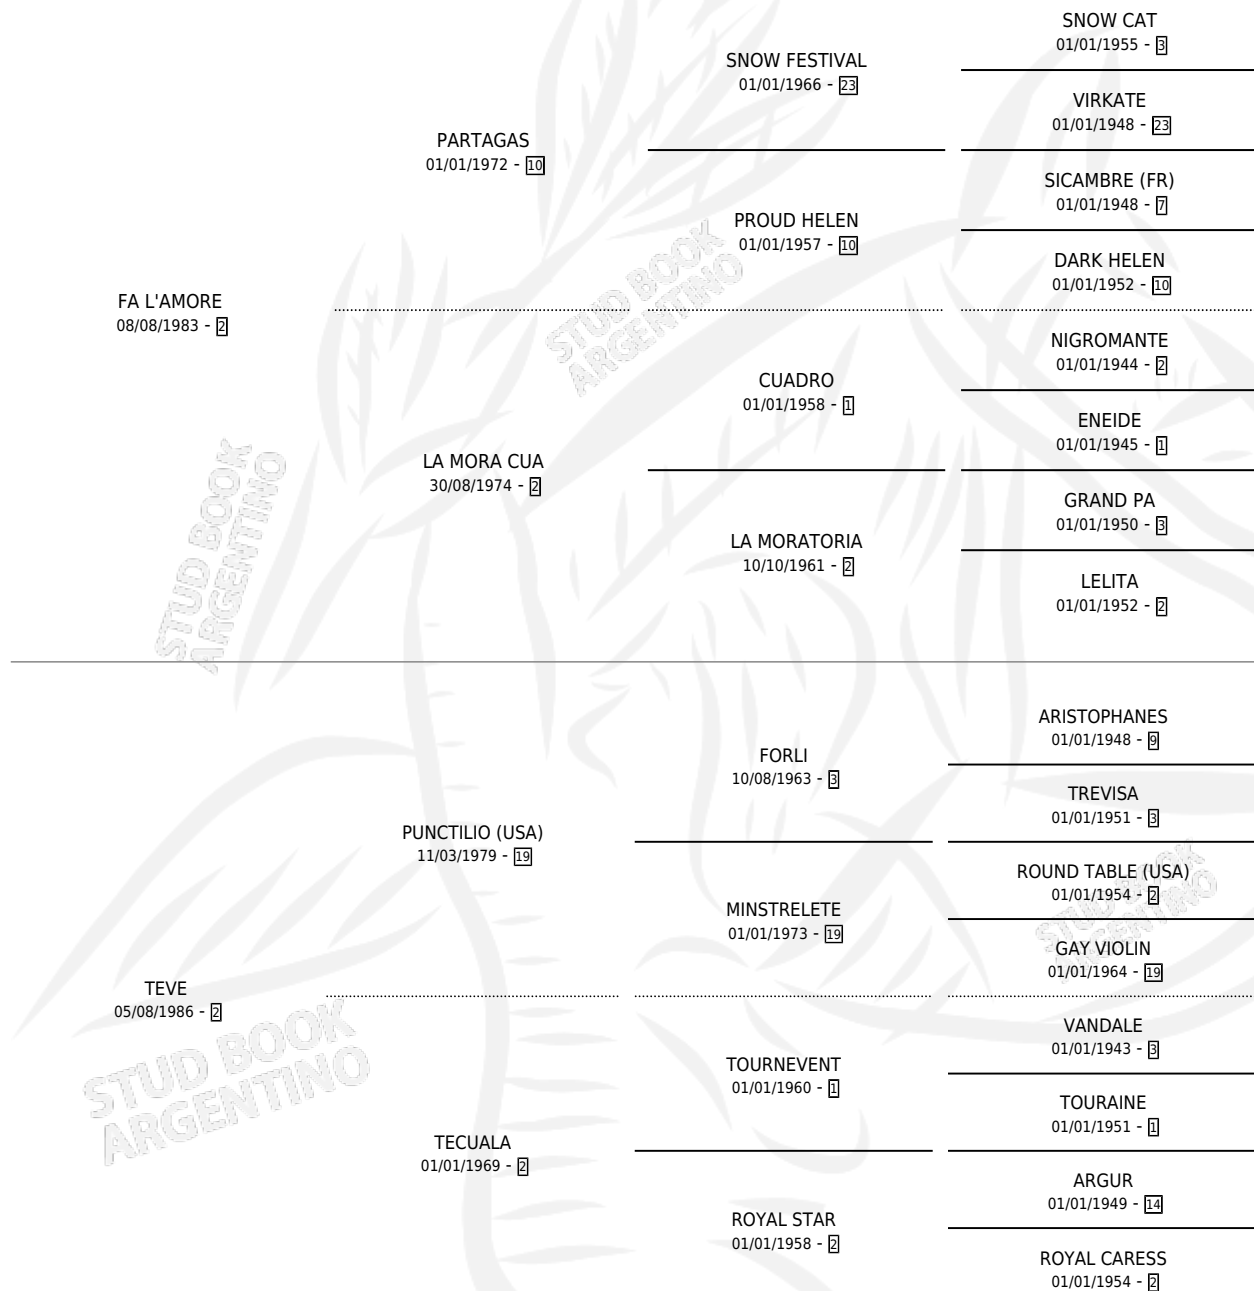 SNOW CAT
01/01/1955 - 3
SNOW FESTIVAL
01/01/1966 - 23
VIRKATE
01/01/1948 - 23
PARTAGAS
01/01/1972 - 10
SICAMBRE (FR)
01/01/1948 - 7
PROUD HELEN
01/01/1957 - 10
DARK HELEN
01/01/1952 - 10
FA L'AMORE
08/08/1983 - 2
NIGROMANTE
01/01/1944 - 2
CUADRO
01/01/1958 - 1
ENEIDE
01/01/1945 - 1
LA MORA CUA
30/08/1974 - 2
GRAND PA
01/01/1950 - 3
LA MORATORIA
10/10/1961 - 2
LELITA
01/01/1952 - 2
STUD BOOK
ARGENTINO
STUD BOOK
ARGENTINO
ARISTOPHANES
01/01/1948 - 9
FORLI
10/08/1963 - 3
TREVISA
01/01/1951 - 3
PUNCTILIO (USA)
11/03/1979 - 19
ROUND TABLE (USA)
01/01/1954 - 2
MINSTRELETE
01/01/1973 - 19
GAY VIOLIN
01/01/1964 - 19
TEVE
05/08/1986 - 2
VANDALE
01/01/1943 - 3
TOURNEVENT
01/01/1960 - 1
TOURAINE
01/01/1951 - 1
TECUALA
01/01/1969 - 2
ARGUR
01/01/1949 - 14
ROYAL STAR
01/01/1958 - 2
ROYAL CARESS
01/01/1954 - 2
STUD BOOK
ARGENTINO
STUD BOOK
ARGENTINO